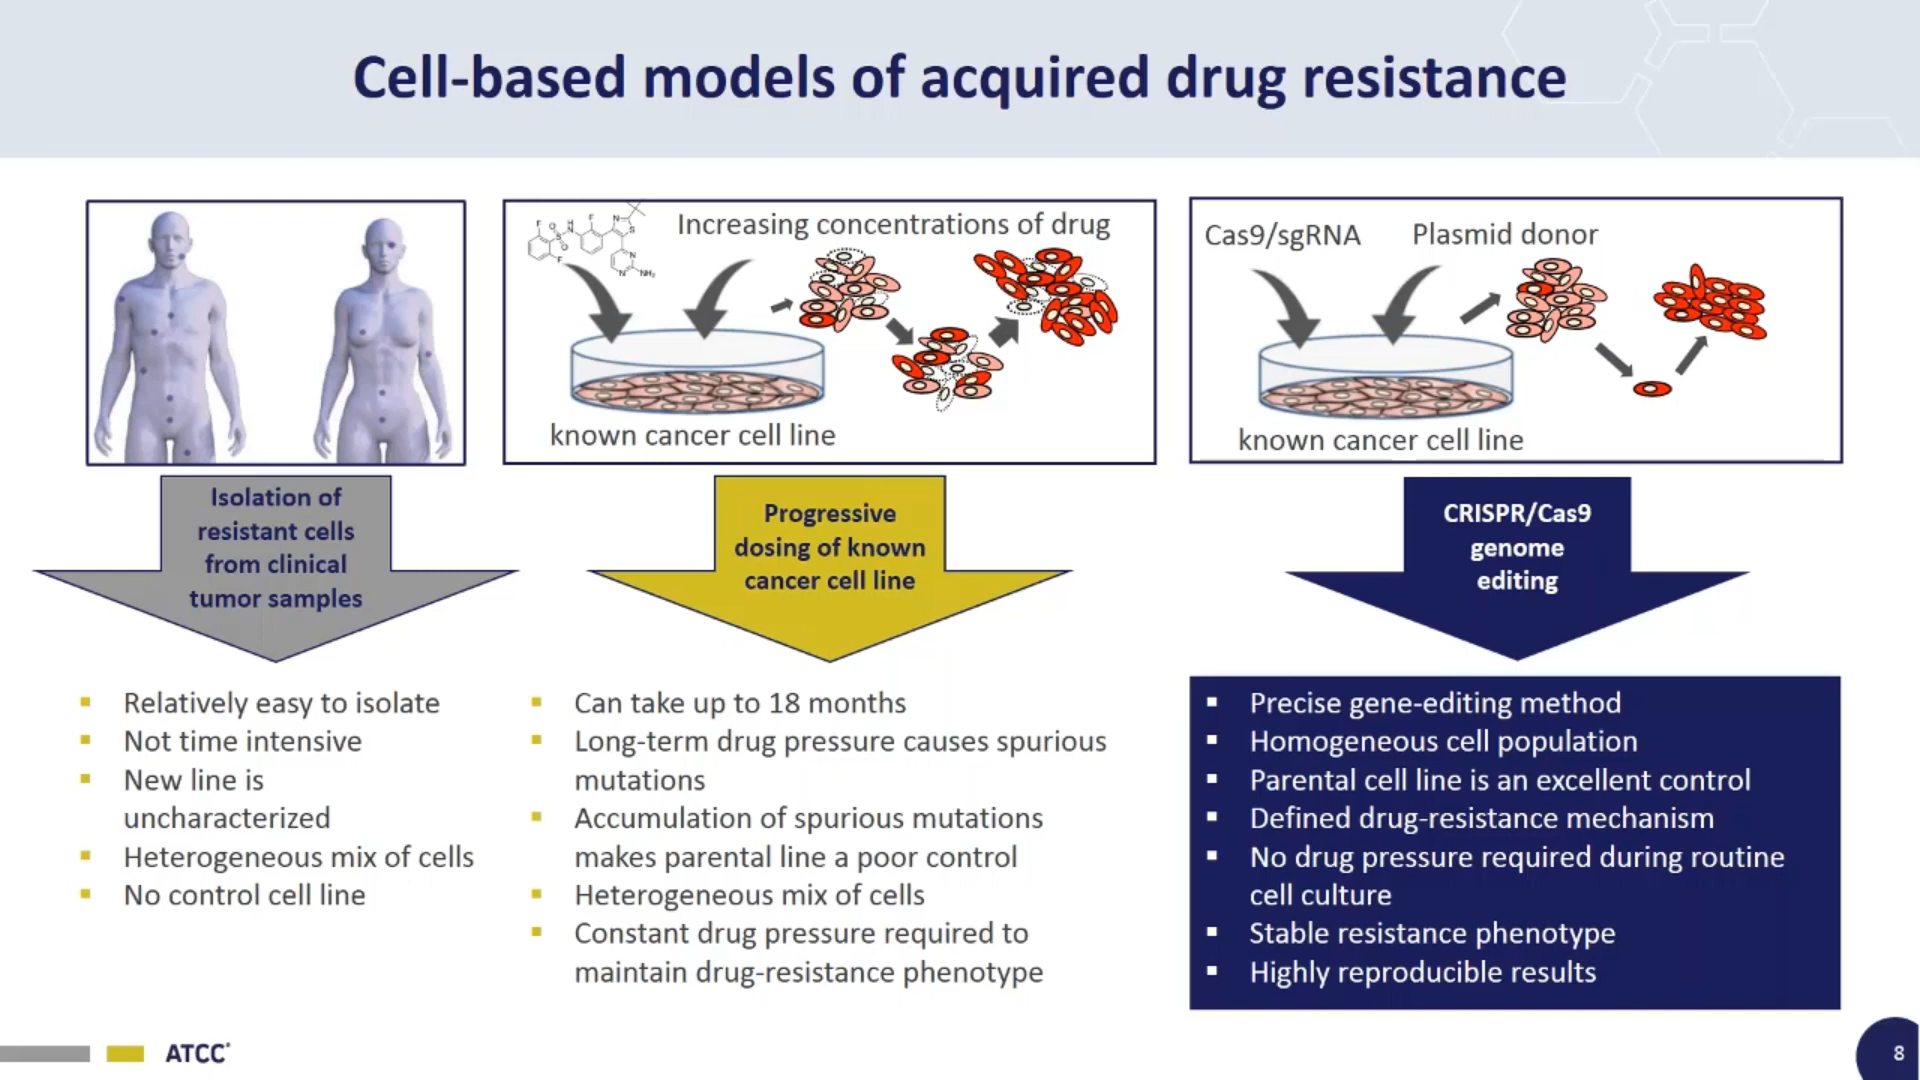 Cell-based models of acquired drug resistance
Increasing concentrations of drug
known cancer cell line
Cas9/sgRNA
Plasmid donor
known cancer cell line
Isolation of
resistant cells
from clinical
tumor samples
Progressive
dosing of known
cancer cell line
CRISPR/Cas9
genome
editing
Relatively easy to isolate
Not time intensive
New line is
uncharacterized
Heterogeneous mix of cells
No control cell line
Can take up to 18 months
Long-term drug pressure causes spurious
mutations
Accumulation of spurious mutations
makes parental line a poor control
Heterogeneous mix of cells
Constant drug pressure required to
maintain drug-resistance phenotype
Precise gene-editing method
Homogeneous cell population
Parental cell line is an excellent control
Defined drug-resistance mechanism
No drug pressure required during routine
cell culture
Stable resistance phenotype
Highly reproducible results
ATCC®
8